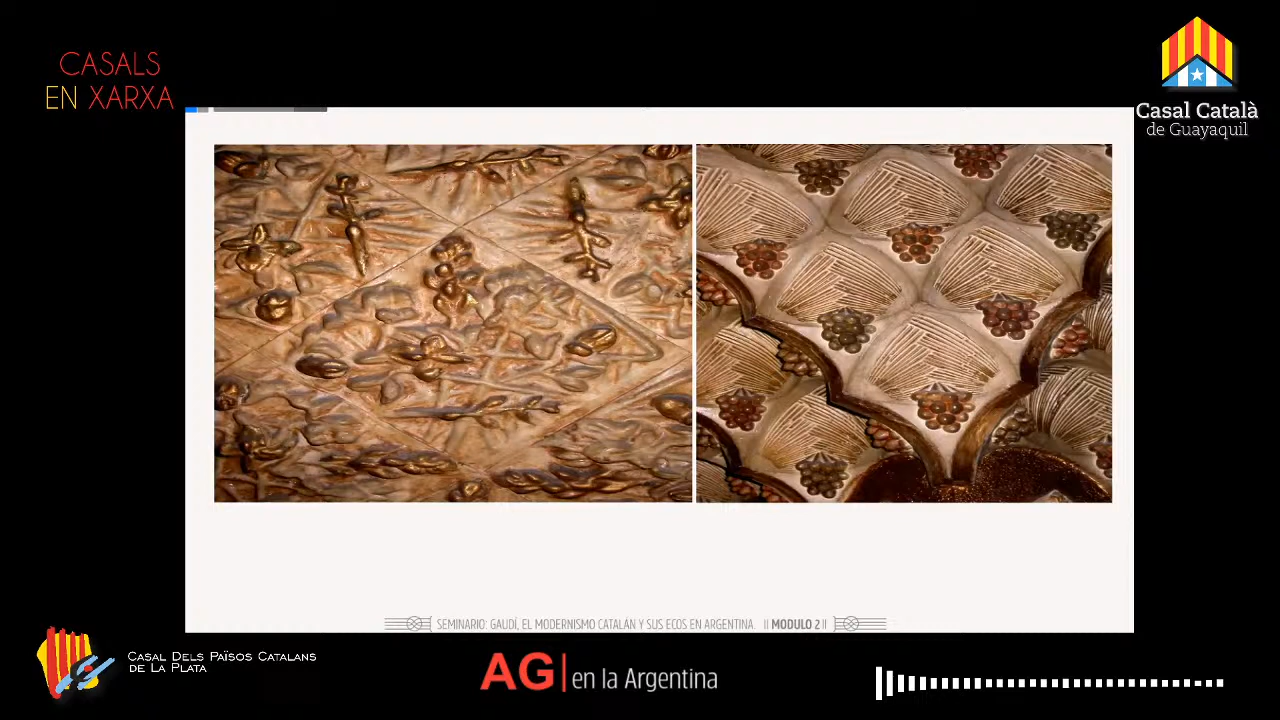 CASALS
EN XARXA
Casal Català
de Guayaquil
SEMINARIO: GAUDÍ, EL MODERNISMO CATALAN Y SUS ECOS EN ARGENTINA. || MODULO 2 ||
CASAL DELS PAÏSOS CATALANS
DE LA PLATA
AG | en la Argentina